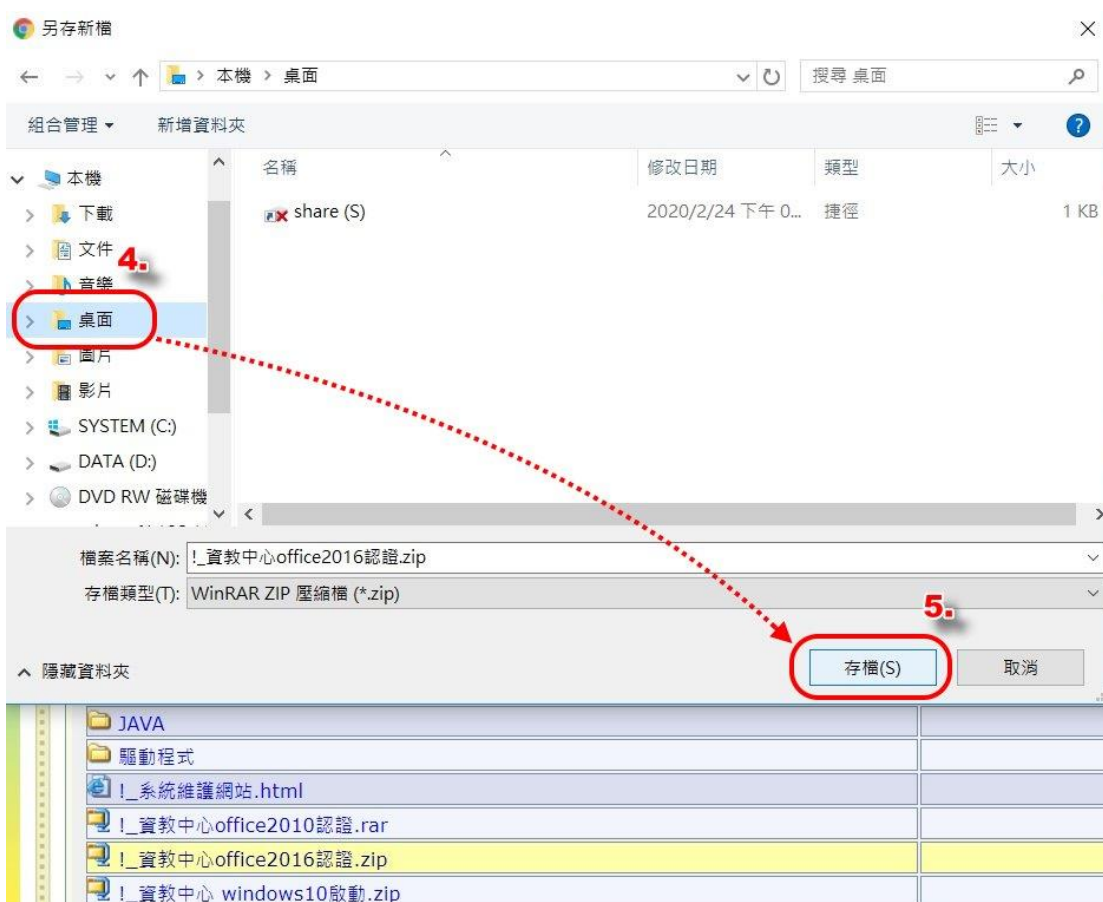 另存新檔
本機 > 桌面
搜尋 桌面
組合管理 新增資料夾
名稱 修改日期 類型 大小
share (S) 2020/2/24 下午 0... 捷徑 1 KB
本機
下載
文件
4.
音樂
桌面
圖片
影片
SYSTEM (C:)
DATA (D:)
DVD RW 磁碟機
檔案名稱(N): !_資教中心office2016認證.zip
存檔類型(T): WinRAR ZIP 壓縮檔 (*.zip)
5.
隱藏資料夾 存檔(S) 取消
JAVA
驅動程式
!_系統維護網站.html
!_資教中心office2010認證.rar
!_資教中心office2016認證.zip
!_資教中心 windows10啟動.zip